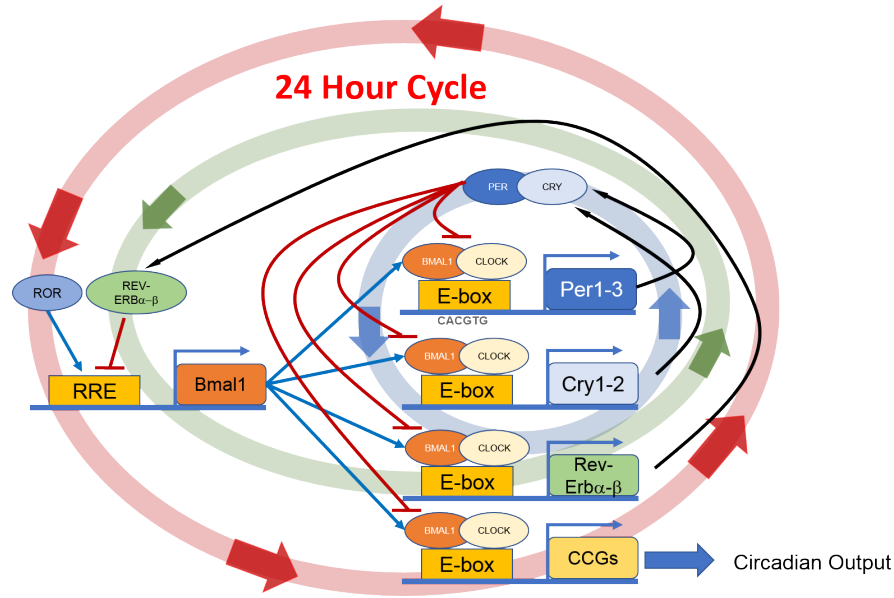 24 Hour Cycle
PER
CRY
BMAL1
CLOCK
ROR
REV-
ERBα-β
E-box
Per1-3
CACGTG
BMAL1
CLOCK
RRE
Bmal1
E-box
Cry1-2
BMAL1
CLOCK
E-box
Rev-
Erbα-β
BMAL1
CLOCK
E-box
CCGs
Circadian Output